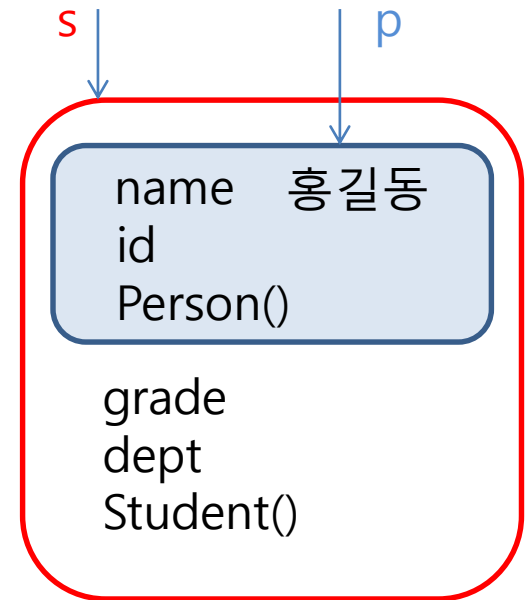 s p
name 홍길동
id
Person()
grade
dept
Student()